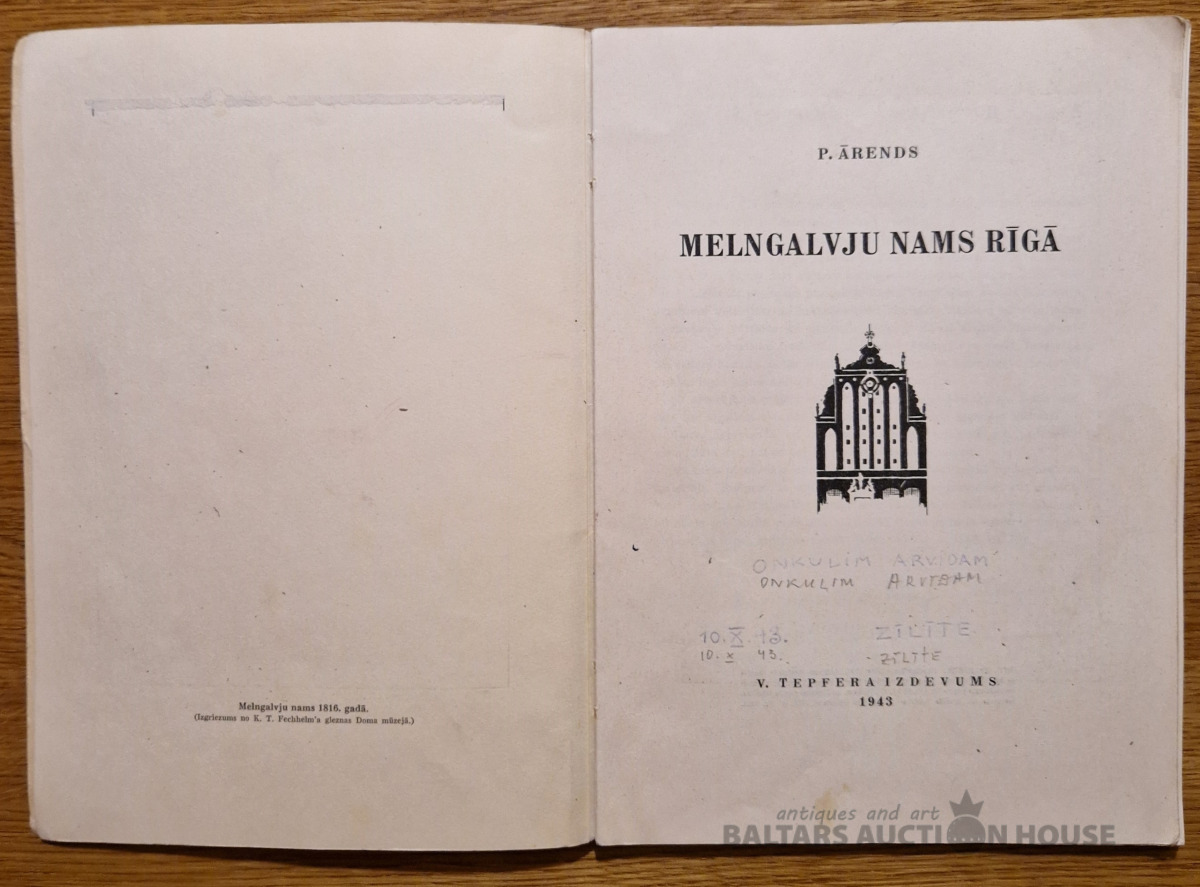 Melngalvju nams 1816. gadā.
(Izgriezums no K. T. Fechhelm'a gleznas Doma mūzejā.)
P. ĀRENDS
MELNGALVJU NAMS RĪGĀ
ONKULIM ARVIDAM
ONKULIM ARVIDAM
10. X. 43. ZĪLĪTE
10. X 43. ZĪLĪTE
V. TEPFERA IZDEVUMS
1943
antiques and art
BALTARS AUCTION HOUSE